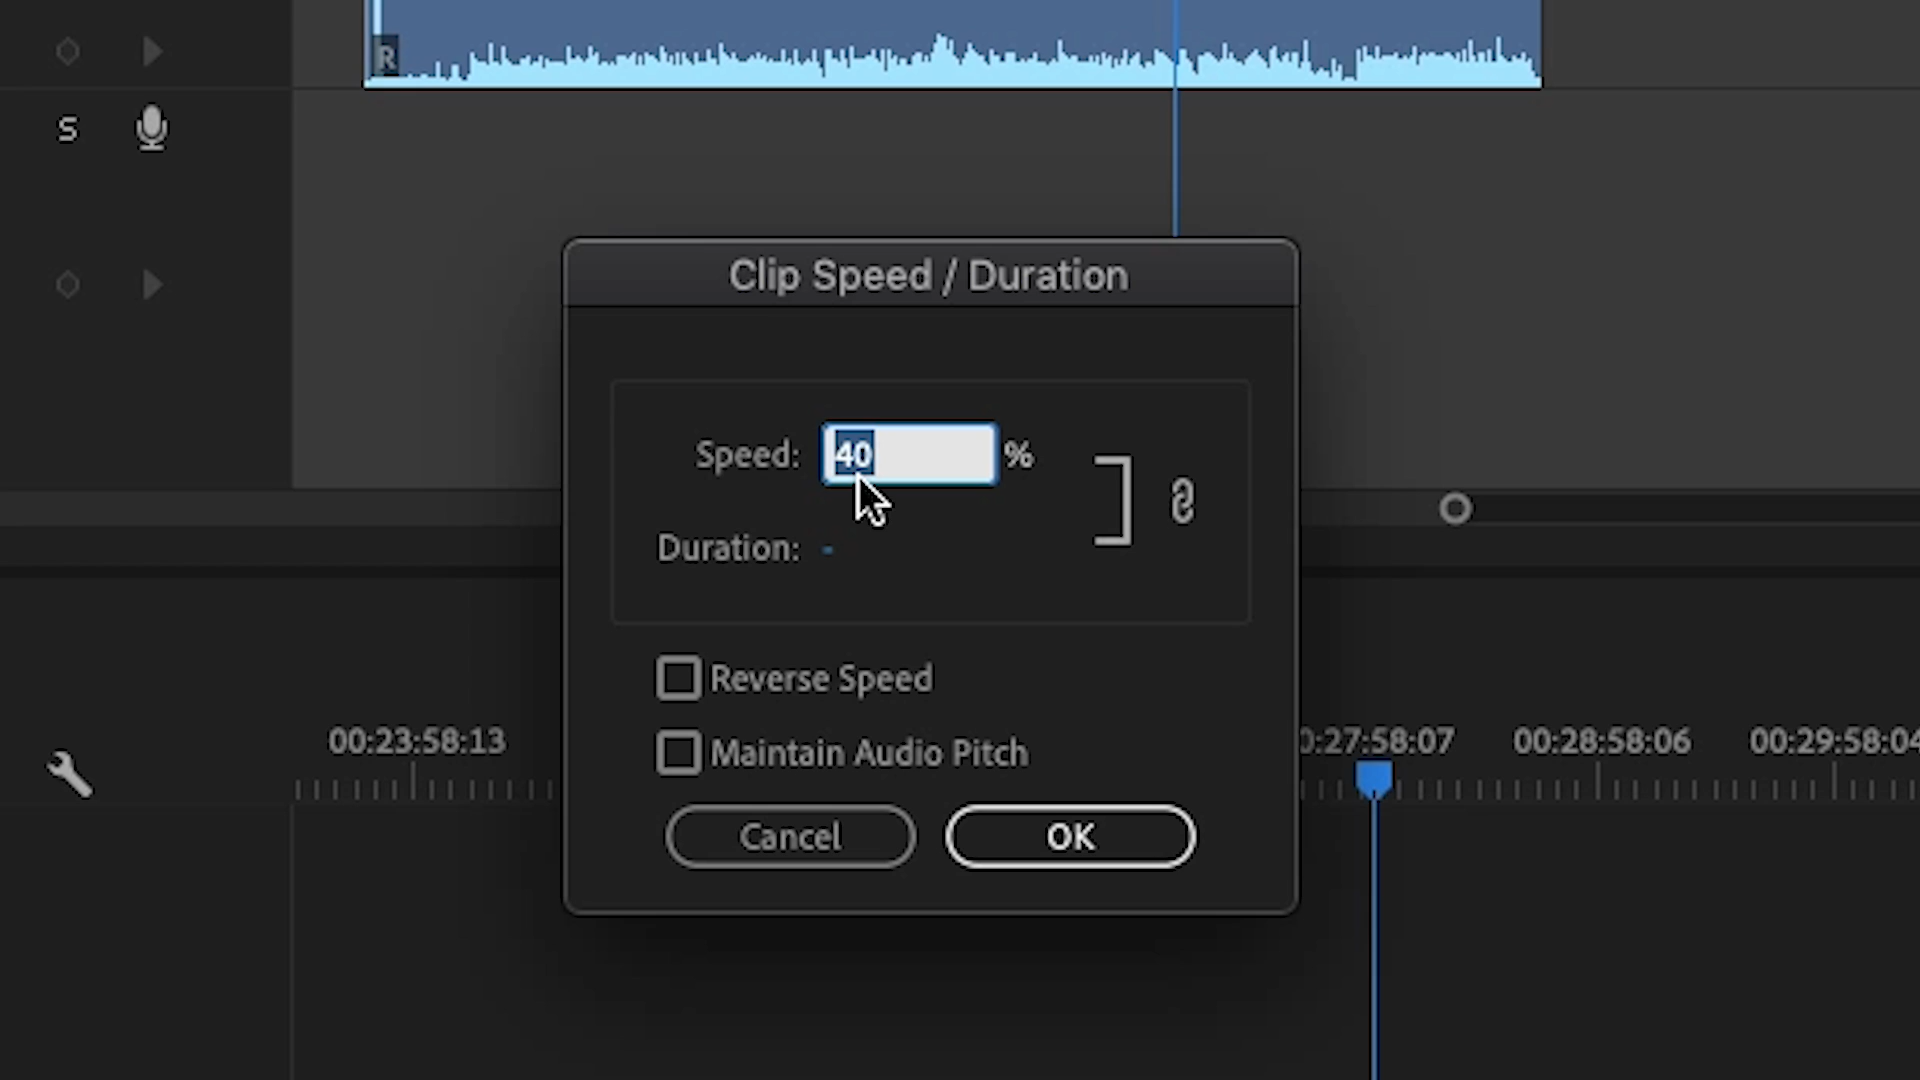 R
S
Clip Speed / Duration
Speed: 40 %
Duration: -
Reverse Speed
Maintain Audio Pitch
Cancel OK
00:23:58:13 0:27:58:07 00:28:58:06 00:29:58:04